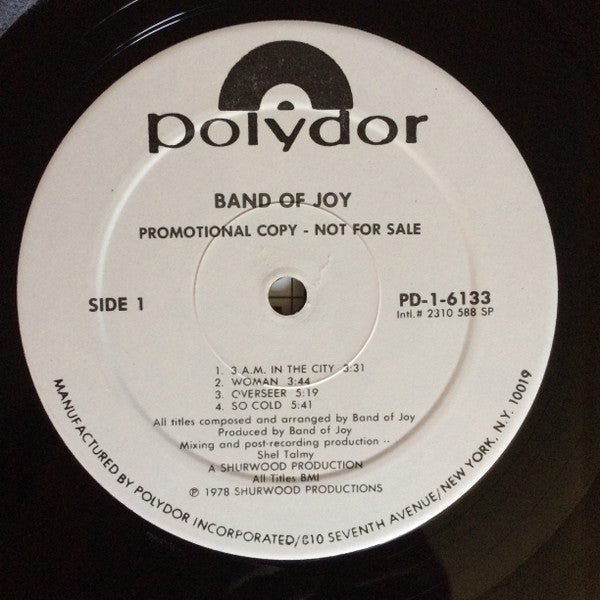 polydor
BAND OF JOY
PROMOTIONAL COPY - NOT FOR SALE
SIDE 1
PD-1-6133
Intl.# 2310 588 SP
1. 3 A.M. IN THE CITY 3:31
2. WOMAN 3:44
3. OVERSEER 5:19
4. SO COLD 5:41
All titles composed and arranged by Band of Joy
Produced by Band of Joy
Mixing and post-recording production --
Shel Talmy
A SHURWOOD PRODUCTION
All Titles BMI
℗ 1978 SHURWOOD PRODUCTIONS
MANUFACTURED BY POLYDOR INCORPORATED/810 SEVENTH AVENUE/NEW YORK, N.Y. 10019